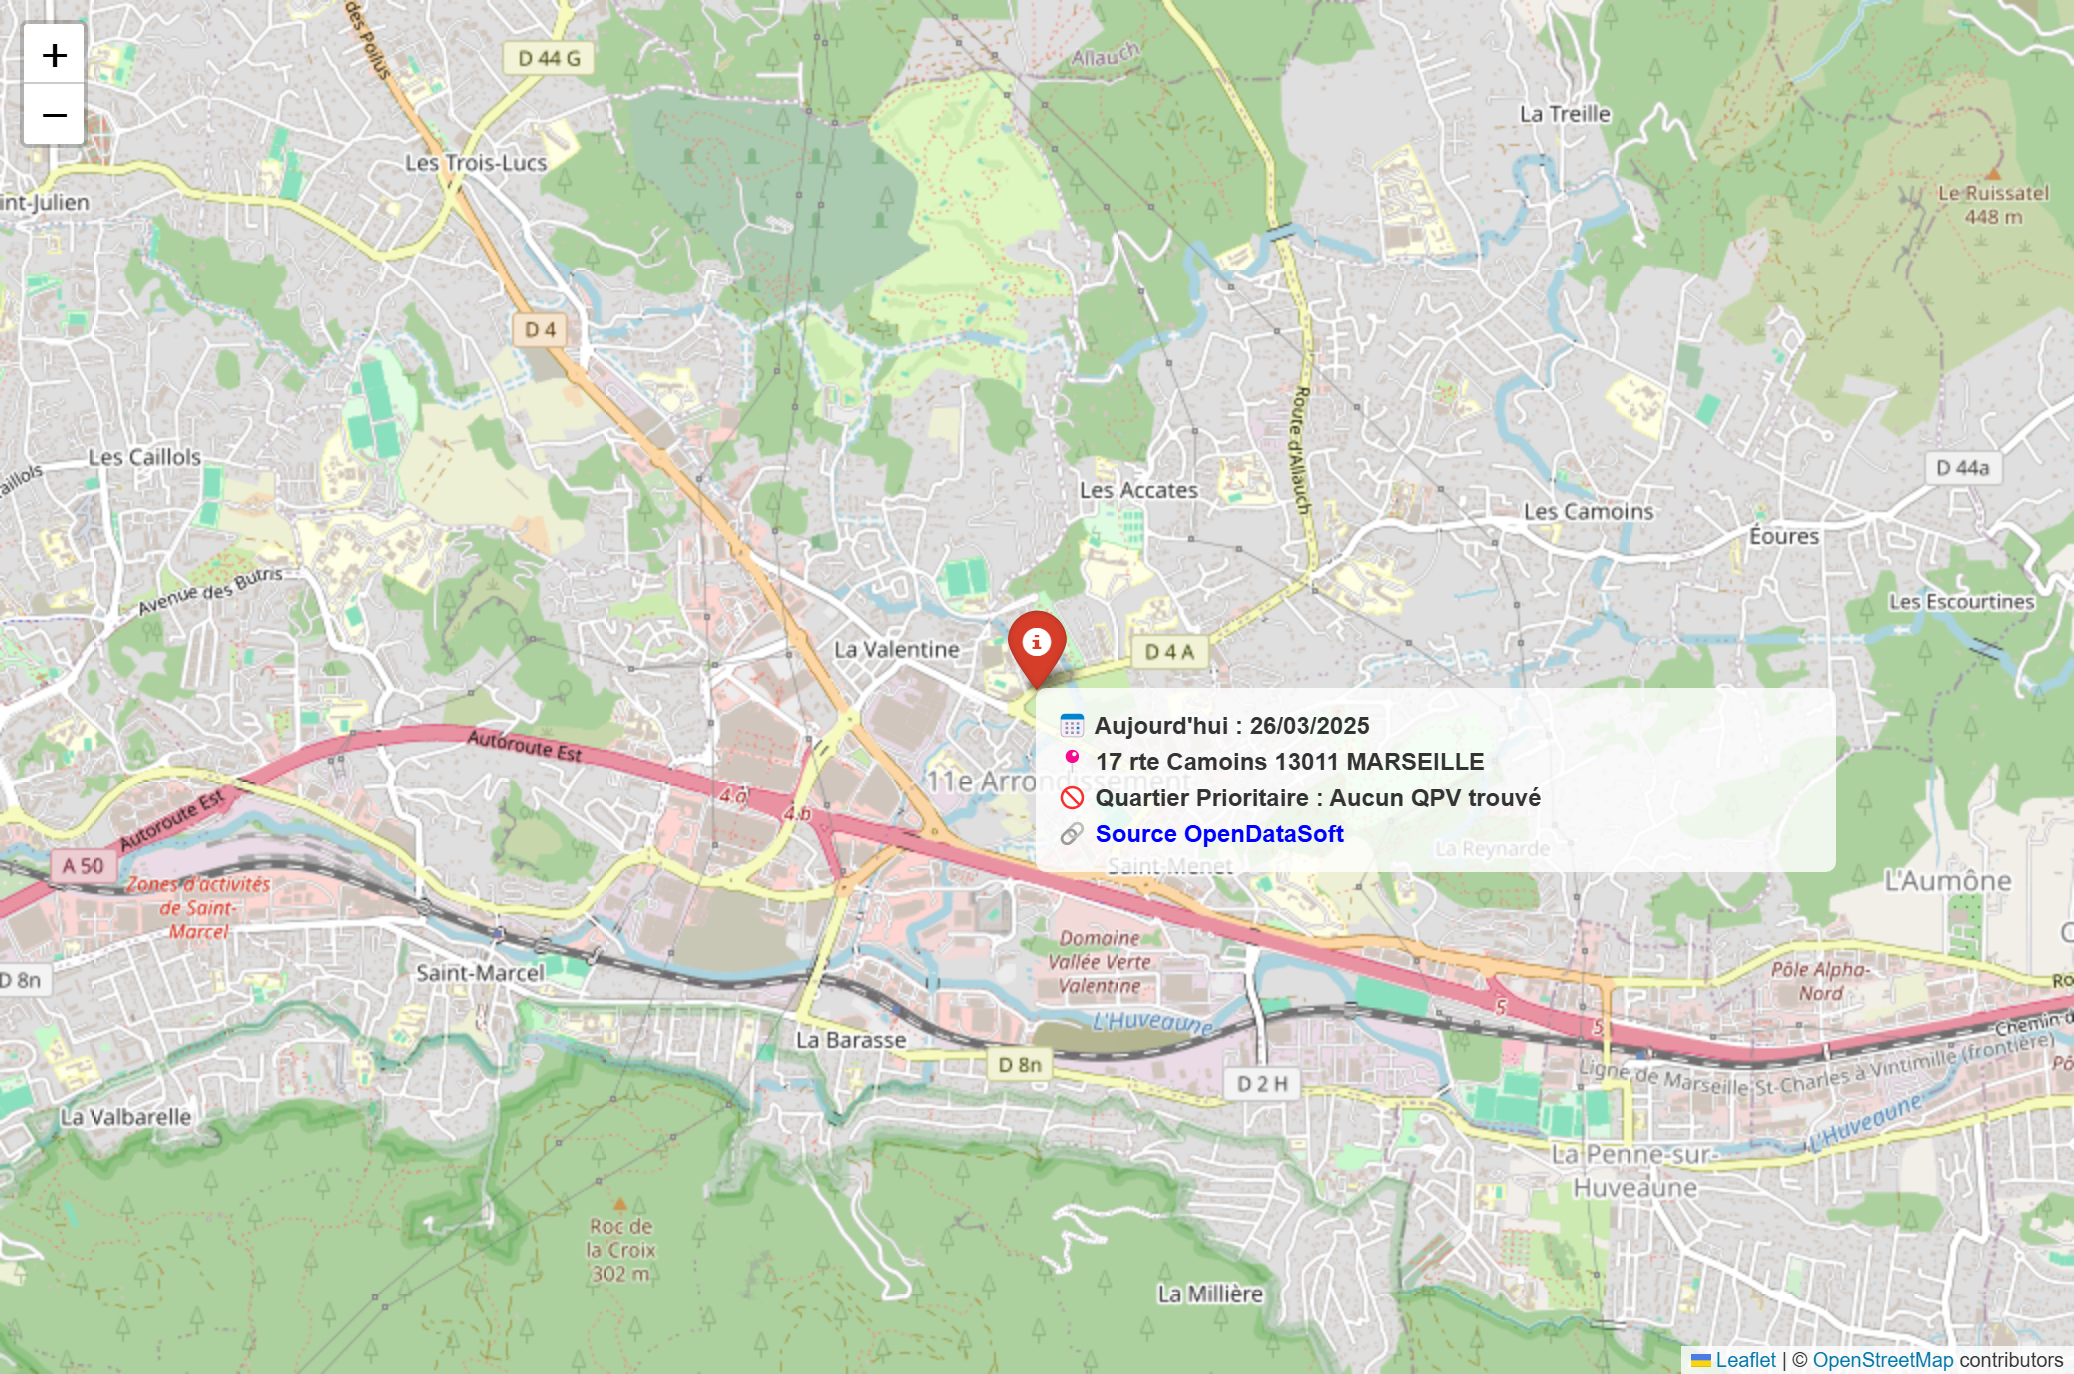 +
−
des Poilus
D 44 G
Allauch
La Treille
Les Trois-Lucs
int-Julien
Le Ruissatel
448 m
D 4
Route d'Allauch
Les Caillols
aillols
D 44a
Les Accates
Les Camoins
Éoures
Avenue des Butris
Les Escourtines
La Valentine
D 4 A
Autoroute Est
4.a
4.b
11e Arrondissement
Aujourd'hui : 26/03/2025
17 rte Camoins 13011 MARSEILLE
Quartier Prioritaire : Aucun QPV trouvé
Source OpenDataSoft
Autoroute Est
La Reynarde
Saint-Menet
A 50
L'Aumône
Zones d'activités
de Saint-
Marcel
Domaine
Vallée Verte
Valentine
Saint-Marcel
D 8n
Pôle Alpha-
Nord
Ro
5
5
L'Huveaune
Chemin d
La Barasse
D 8n
D 2 H
Ligne de Marseille-St-Charles à Vintimille (frontière)
Pô
La Valbarelle
L'Huveaune
La Penne-sur-
Huveaune
Roc de
la Croix
302 m
La Millière
Leaflet | © OpenStreetMap contributors